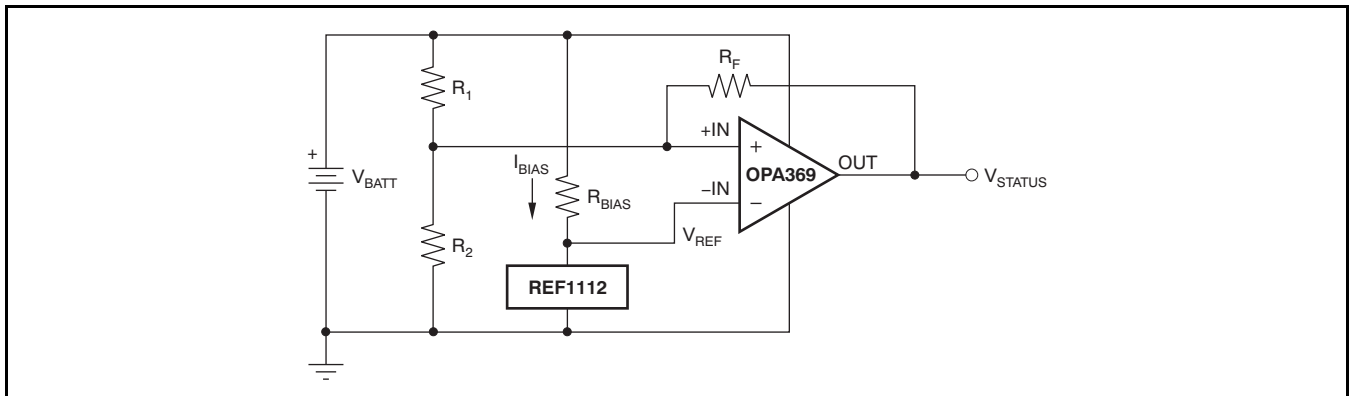 R_F
R_1
+IN
+
I_BIAS
OPA369
OUT
V_STATUS
+
V_BATT
R_BIAS
−IN
−
V_REF
R_2
REF1112